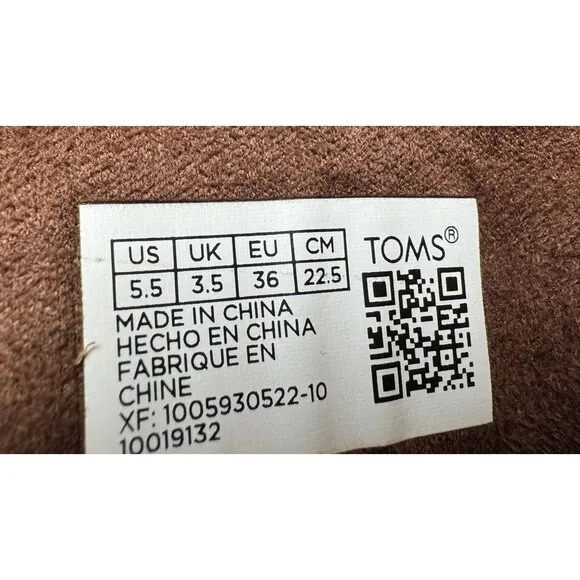 US UK EU CM
5.5 3.5 36 22.5
TOMS®
MADE IN CHINA
HECHO EN CHINA
FABRIQUE EN
CHINE
XF: 1005930522-10
10019132